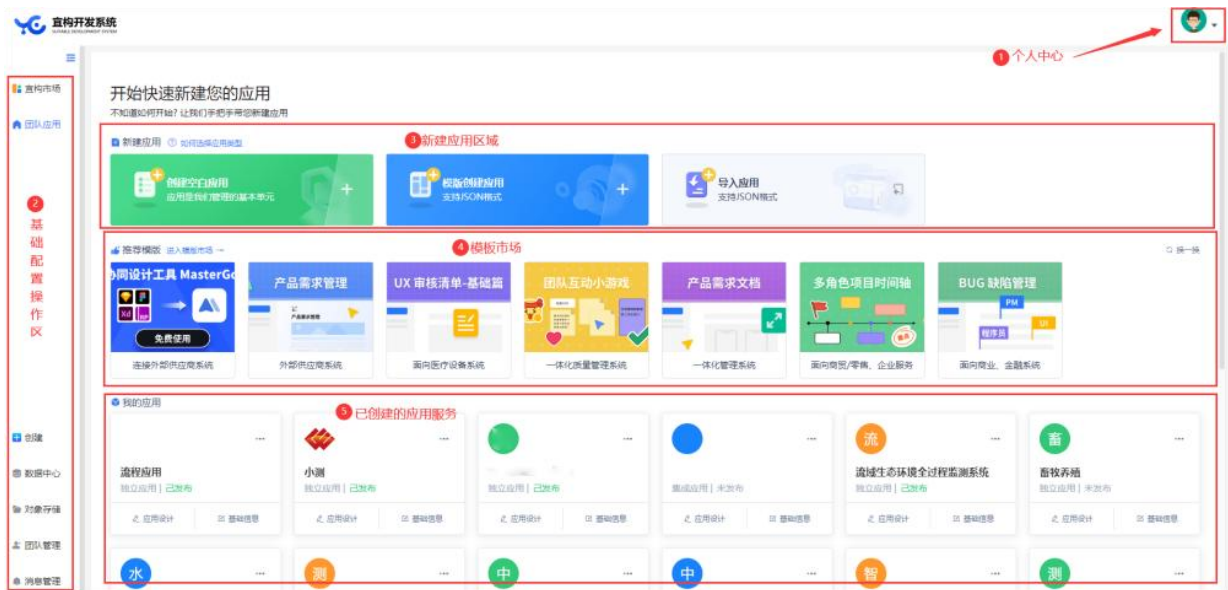 宜构开发系统
SUITABLE DEVELOPMENT SYSTEM
1 个人中心
宜构市场
团队应用
2
基础配置操作区
创建
数据中心
对象存储
团队管理
消息管理
开始快速新建您的应用
不知道如何开始? 让我们手把手带您新建应用
新建应用 如何选择应用类型
3 新建应用区域
创建空白应用
应用是我们管理的基本单元
模版创建应用
支持JSON格式
导入应用
支持JSON格式
推荐模版 进入模板市场 →
4 模板市场
换一换
协同设计工具 MasterGo
Xd
免费使用
连接外部供应商系统
产品需求管理
产品需求管理
外部供应商系统
UX 审核清单-基础篇
面向医疗设备系统
团队互动小游戏
一体化质量管理系统
产品需求文档
一体化管理系统
多角色项目时间轴
面向商贸/零售、企业服务
BUG 缺陷管理
PM
UI
程序员
面向商业、金融系统
我的应用
5 已创建的应用服务
流程应用
独立应用 | 已发布
应用设计 基础信息
小测
独立应用 | 已发布
应用设计 基础信息
独立应用 | 已发布
应用设计 基础信息
集成应用 | 未发布
应用设计 基础信息
流
流域生态环境全过程监测系统
独立应用 | 已发布
应用设计 基础信息
畜
畜牧养殖
独立应用 | 未发布
应用设计 基础信息
水
测
中
中
智
测